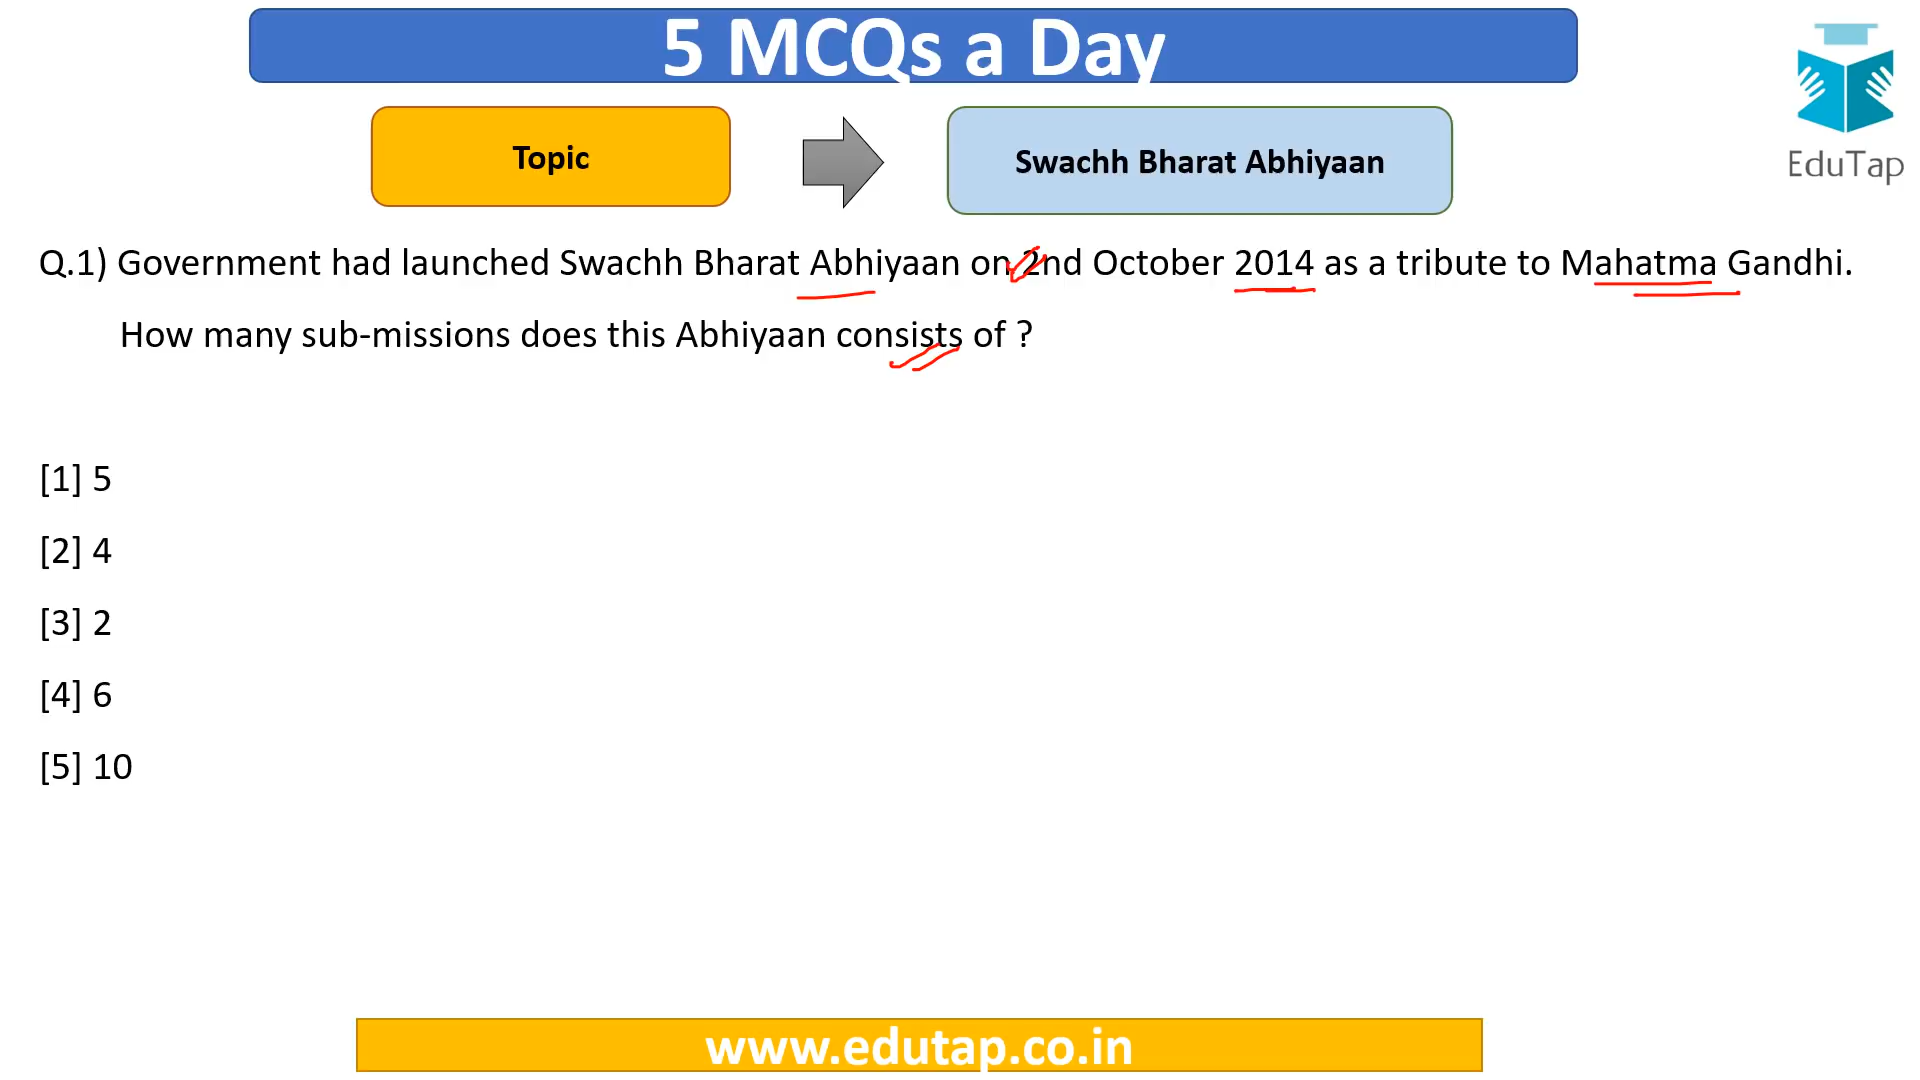 5 MCQs a Day
EduTap
Topic
Swachh Bharat Abhiyaan
Q.1) Government had launched Swachh Bharat Abhiyaan on 2nd October 2014 as a tribute to Mahatma Gandhi.
How many sub-missions does this Abhiyaan consists of ?
[1] 5
[2] 4
[3] 2
[4] 6
[5] 10
www.edutap.co.in